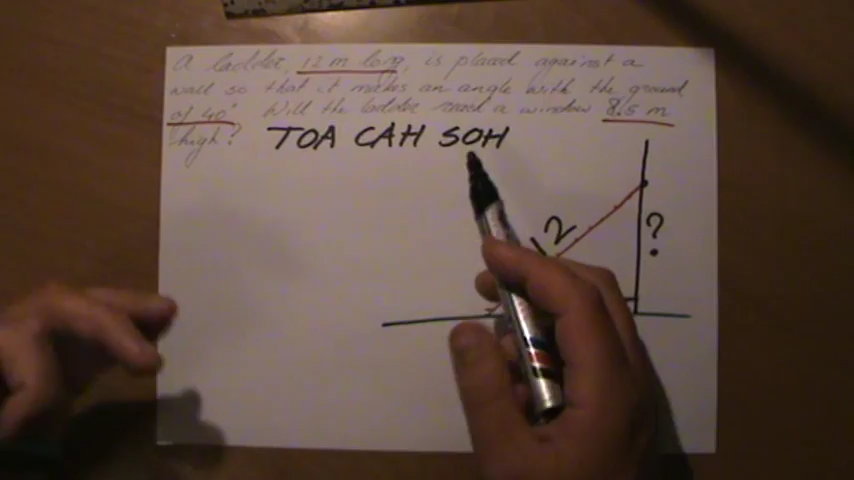 A ladder, 12 m long, is placed against a
wall so that it makes an angle with the ground
of 40° Will the ladder reach a window 8.5 m
high?
TOA CAH SOH
12
?